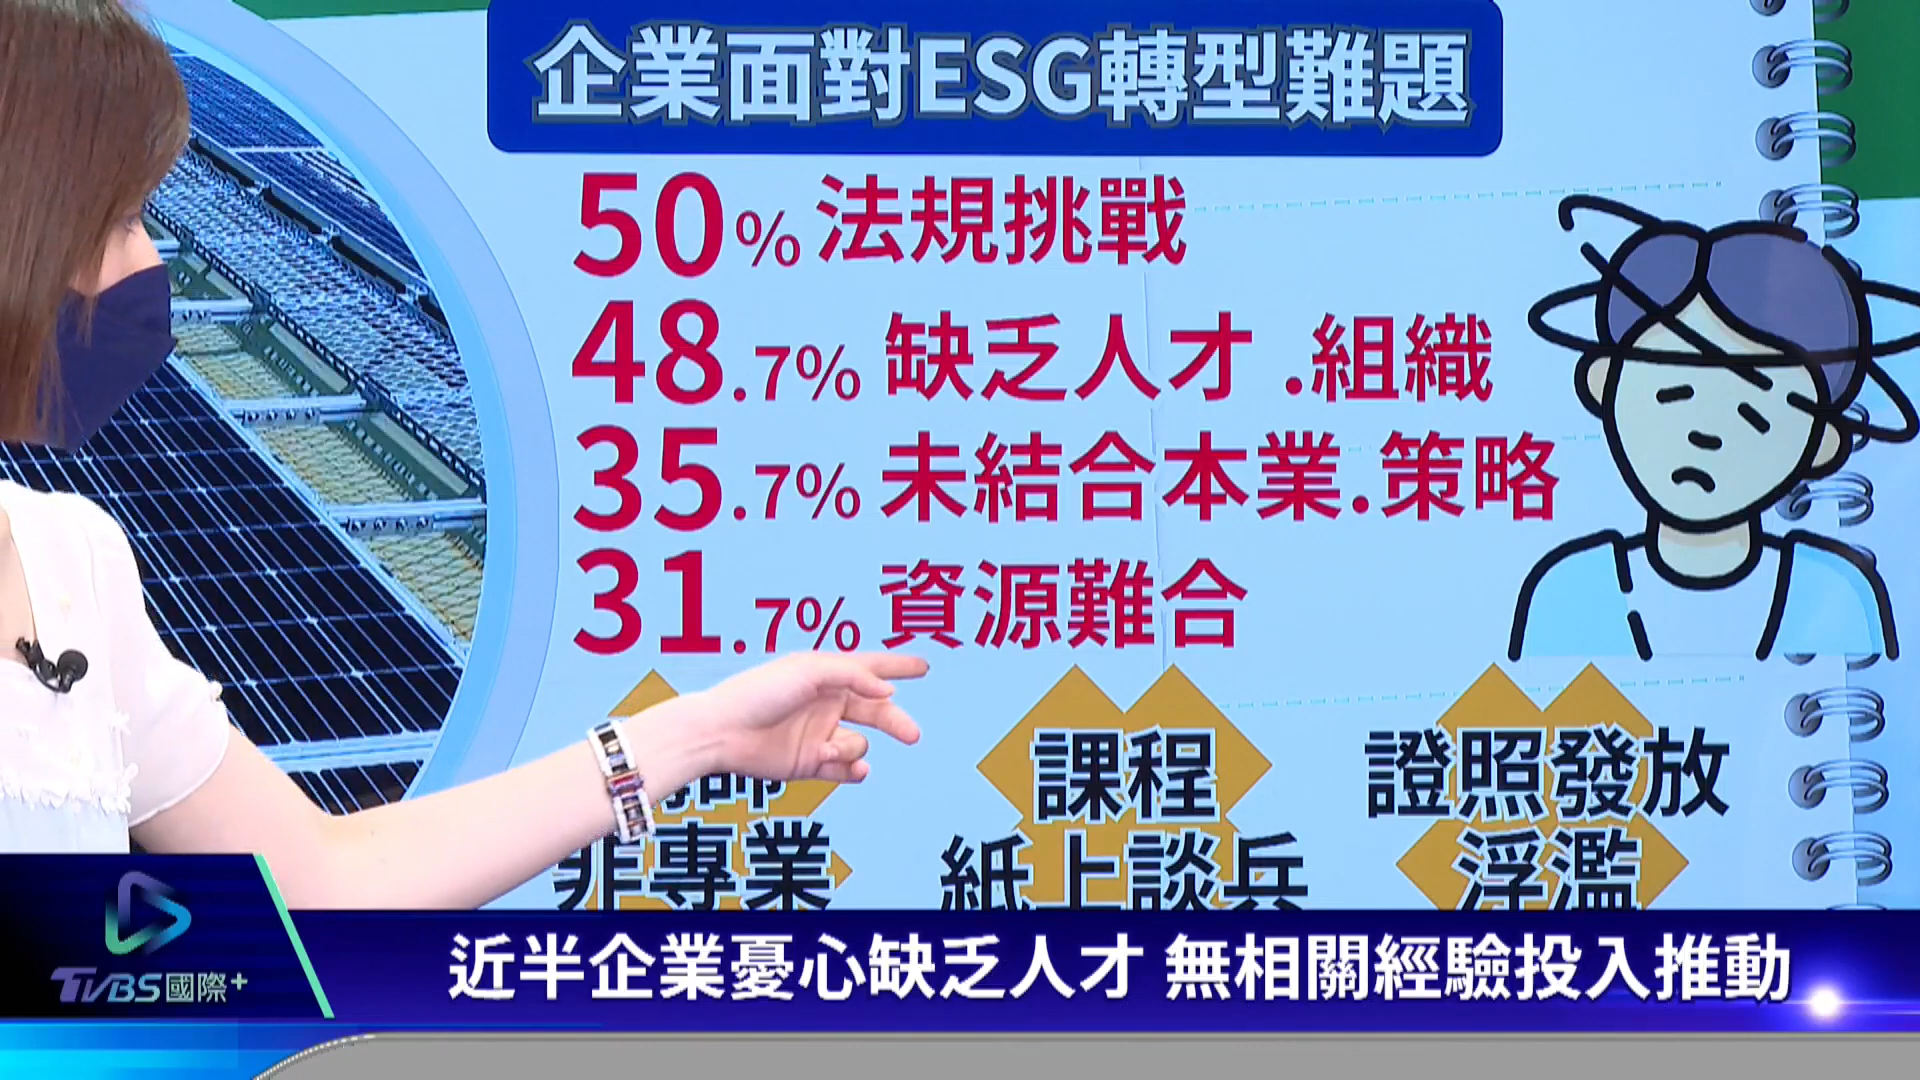 企業面對ESG轉型難題
50%法規挑戰
48.7% 缺乏人才.組織
35.7% 未結合本業.策略
31.7% 資源難合
非專業
課程
紙上談兵
證照發放
浮濫
近半企業憂心缺乏人才 無相關經驗投入推動
TVBS國際+